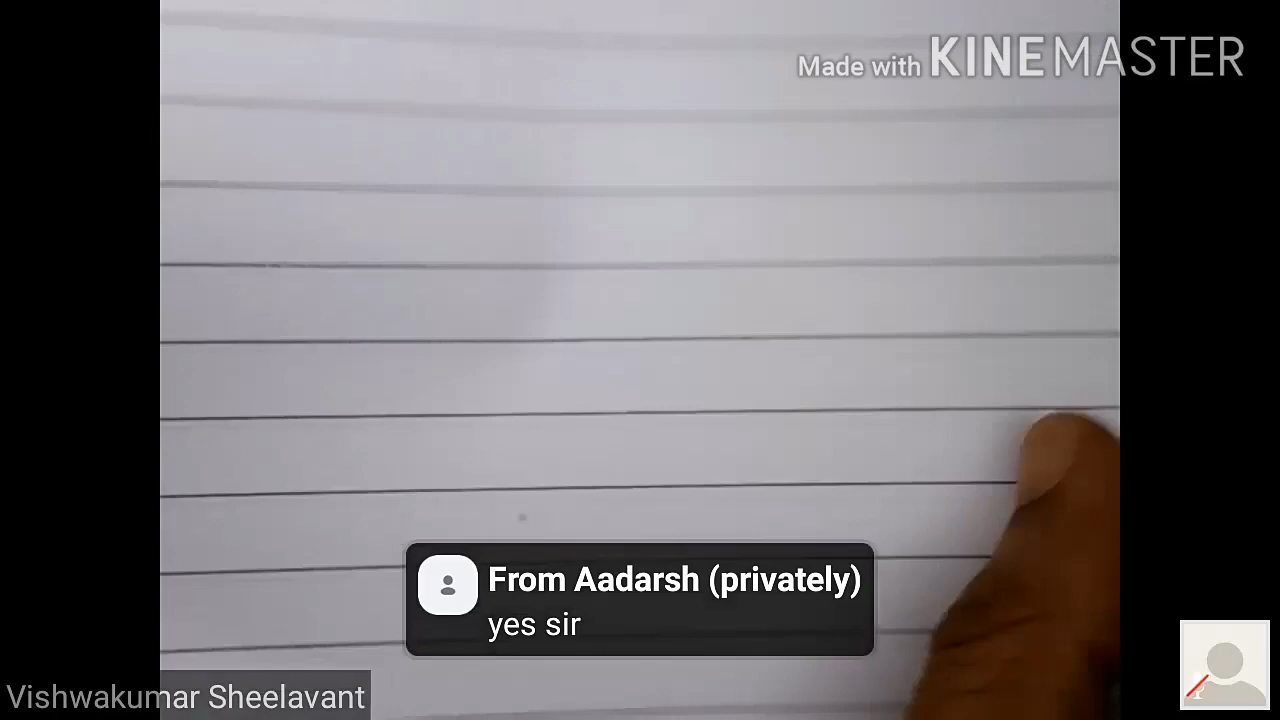 Made with KINEMASTER
From Aadarsh (privately)
yes sir
Vishwakumar Sheelavant